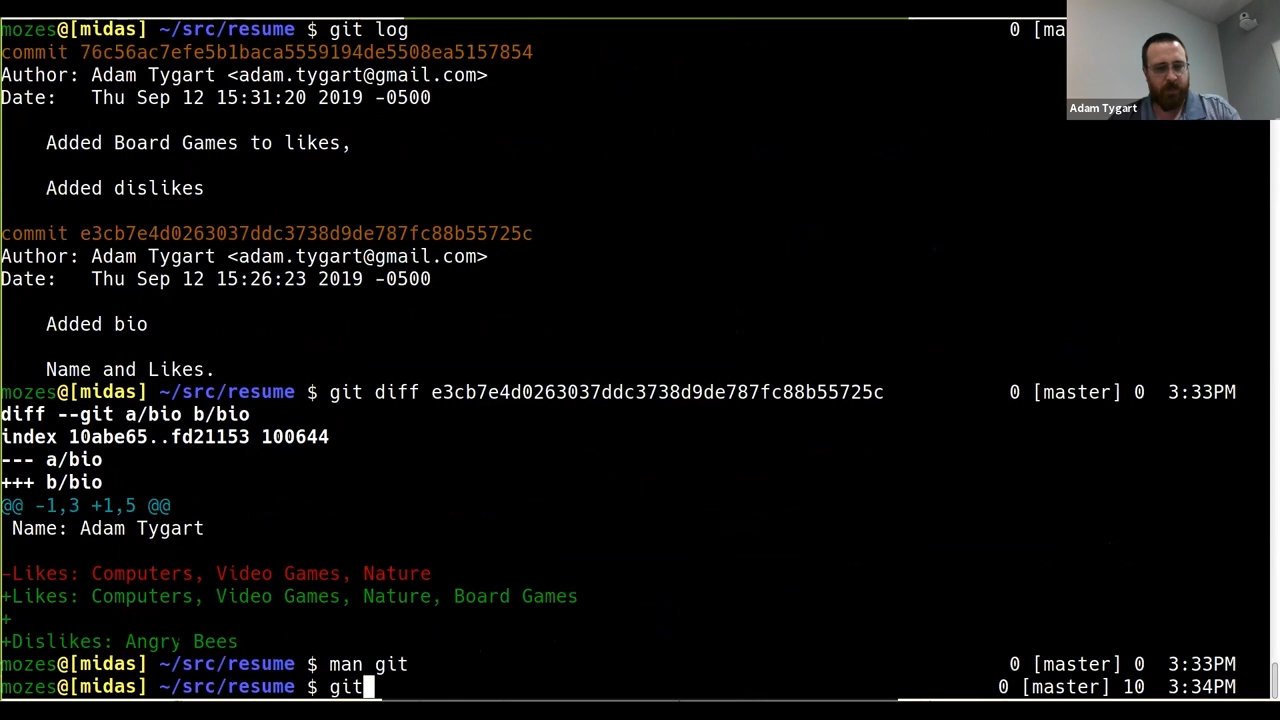 mozes@[midas] ~/src/resume $ git log 0 [ma
commit 76c56ac7efe5b1baca5559194de5508ea5157854
Author: Adam Tygart <adam.tygart@gmail.com>
Date:   Thu Sep 12 15:31:20 2019 -0500
    Added Board Games to likes,
    Added dislikes
commit e3cb7e4d0263037ddc3738d9de787fc88b55725c
Author: Adam Tygart <adam.tygart@gmail.com>
Date:   Thu Sep 12 15:26:23 2019 -0500
    Added bio
    Name and Likes.
mozes@[midas] ~/src/resume $ git diff e3cb7e4d0263037ddc3738d9de787fc88b55725c 0 [master] 0 3:33PM
diff --git a/bio b/bio
index 10abe65..fd21153 100644
--- a/bio
+++ b/bio
@@ -1,3 +1,5 @@
 Name: Adam Tygart
-Likes: Computers, Video Games, Nature
+Likes: Computers, Video Games, Nature, Board Games
+
+Dislikes: Angry Bees
mozes@[midas] ~/src/resume $ man git 0 [master] 0 3:33PM
mozes@[midas] ~/src/resume $ git 0 [master] 10 3:34PM
Adam Tygart